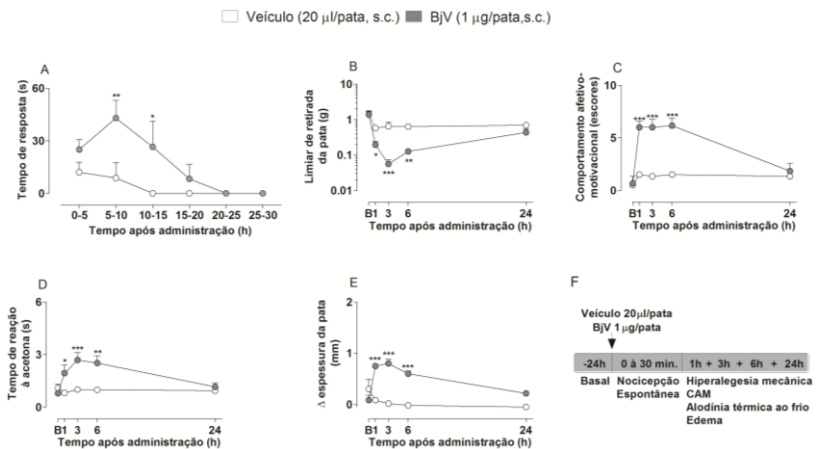 Veículo (20 µl/pata, s.c.) BjV (1 µg/pata,s.c.)
A
Tempo de resposta (s)
60
30
0
**
*
0-5 5-10 10-15 15-20 20-25 25-30
Tempo após administração (h)
B
Limiar de retirada
da pata (g)
10
1
0.1
0.01
*
***
**
B1 3 6 24
Tempo após administração (h)
C
Comportamento afetivo-
motivacional (escores)
10
5
0
*** *** ***
B1 3 6 24
Tempo após administração (h)
D
Tempo de reação
à acetona (s)
6
3
0
* *** **
B1 3 6 24
Tempo após administração (h)
E
Δ espessura da pata
(mm)
2
1
0
*** *** ***
B1 3 6 24
Tempo após administração (h)
F
Veículo 20µl/pata
BjV 1 µg/pata
-24h 0 à 30 min. 1h + 3h + 6h + 24h
Basal Nocicepção Hiperalegesia mecânica
Espontânea CAM
Alodínia térmica ao frio
Edema